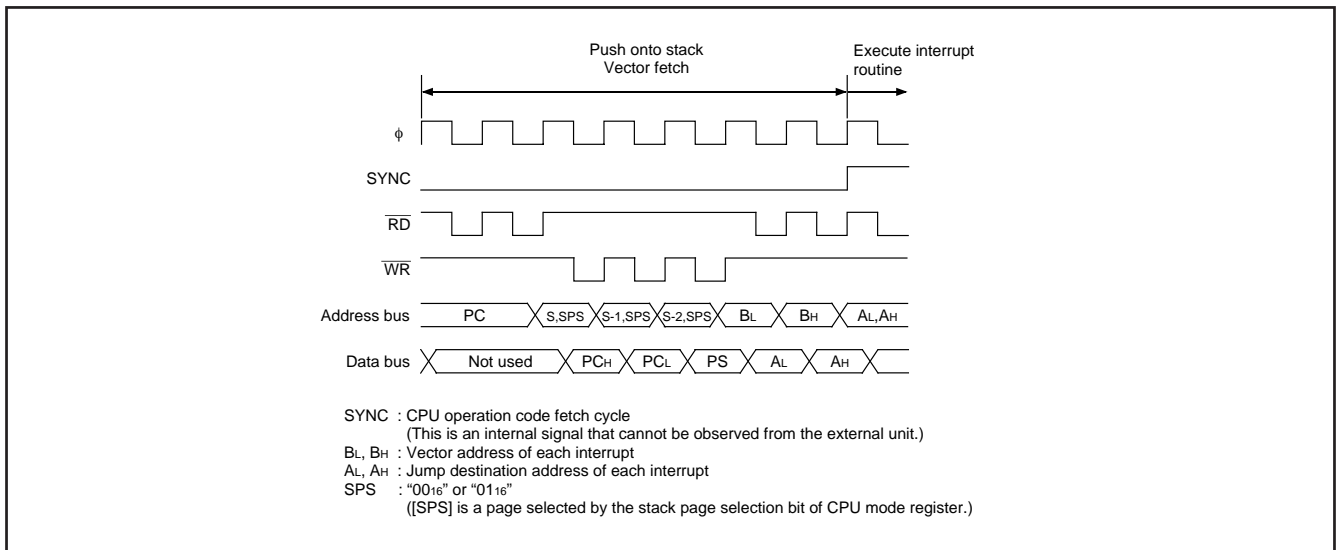 Push onto stack
Vector fetch
Execute interrupt
routine
φ
SYNC
RD
WR
Address bus PC S,SPS S-1,SPS S-2,SPS BL BH AL,AH
Data bus Not used PCH PCL PS AL AH
SYNC : CPU operation code fetch cycle
(This is an internal signal that cannot be observed from the external unit.)
BL, BH : Vector address of each interrupt
AL, AH : Jump destination address of each interrupt
SPS : “0016” or “0116”
([SPS] is a page selected by the stack page selection bit of CPU mode register.)